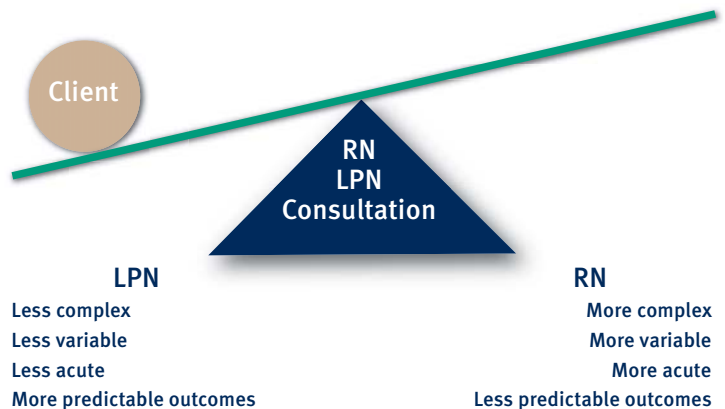 Client
RN
LPN
Consultation
LPN
Less complex
Less variable
Less acute
More predictable outcomes
RN
More complex
More variable
More acute
Less predictable outcomes